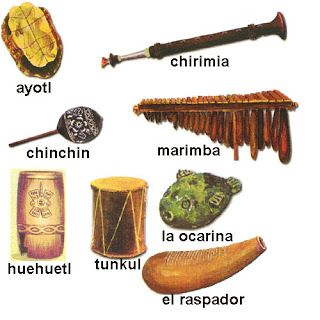 ayotl
chirimia
chinchin
marimba
huehuetl
tunkul
la ocarina
el raspador